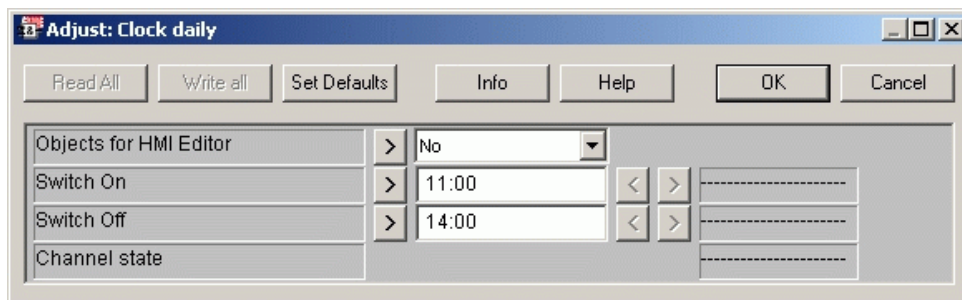 Adjust: Clock daily
Read All Write all Set Defaults Info Help OK Cancel
Objects for HMI Editor > No
Switch On > 11:00 < > ---------------------
Switch Off > 14:00 < > ---------------------
Channel state ---------------------